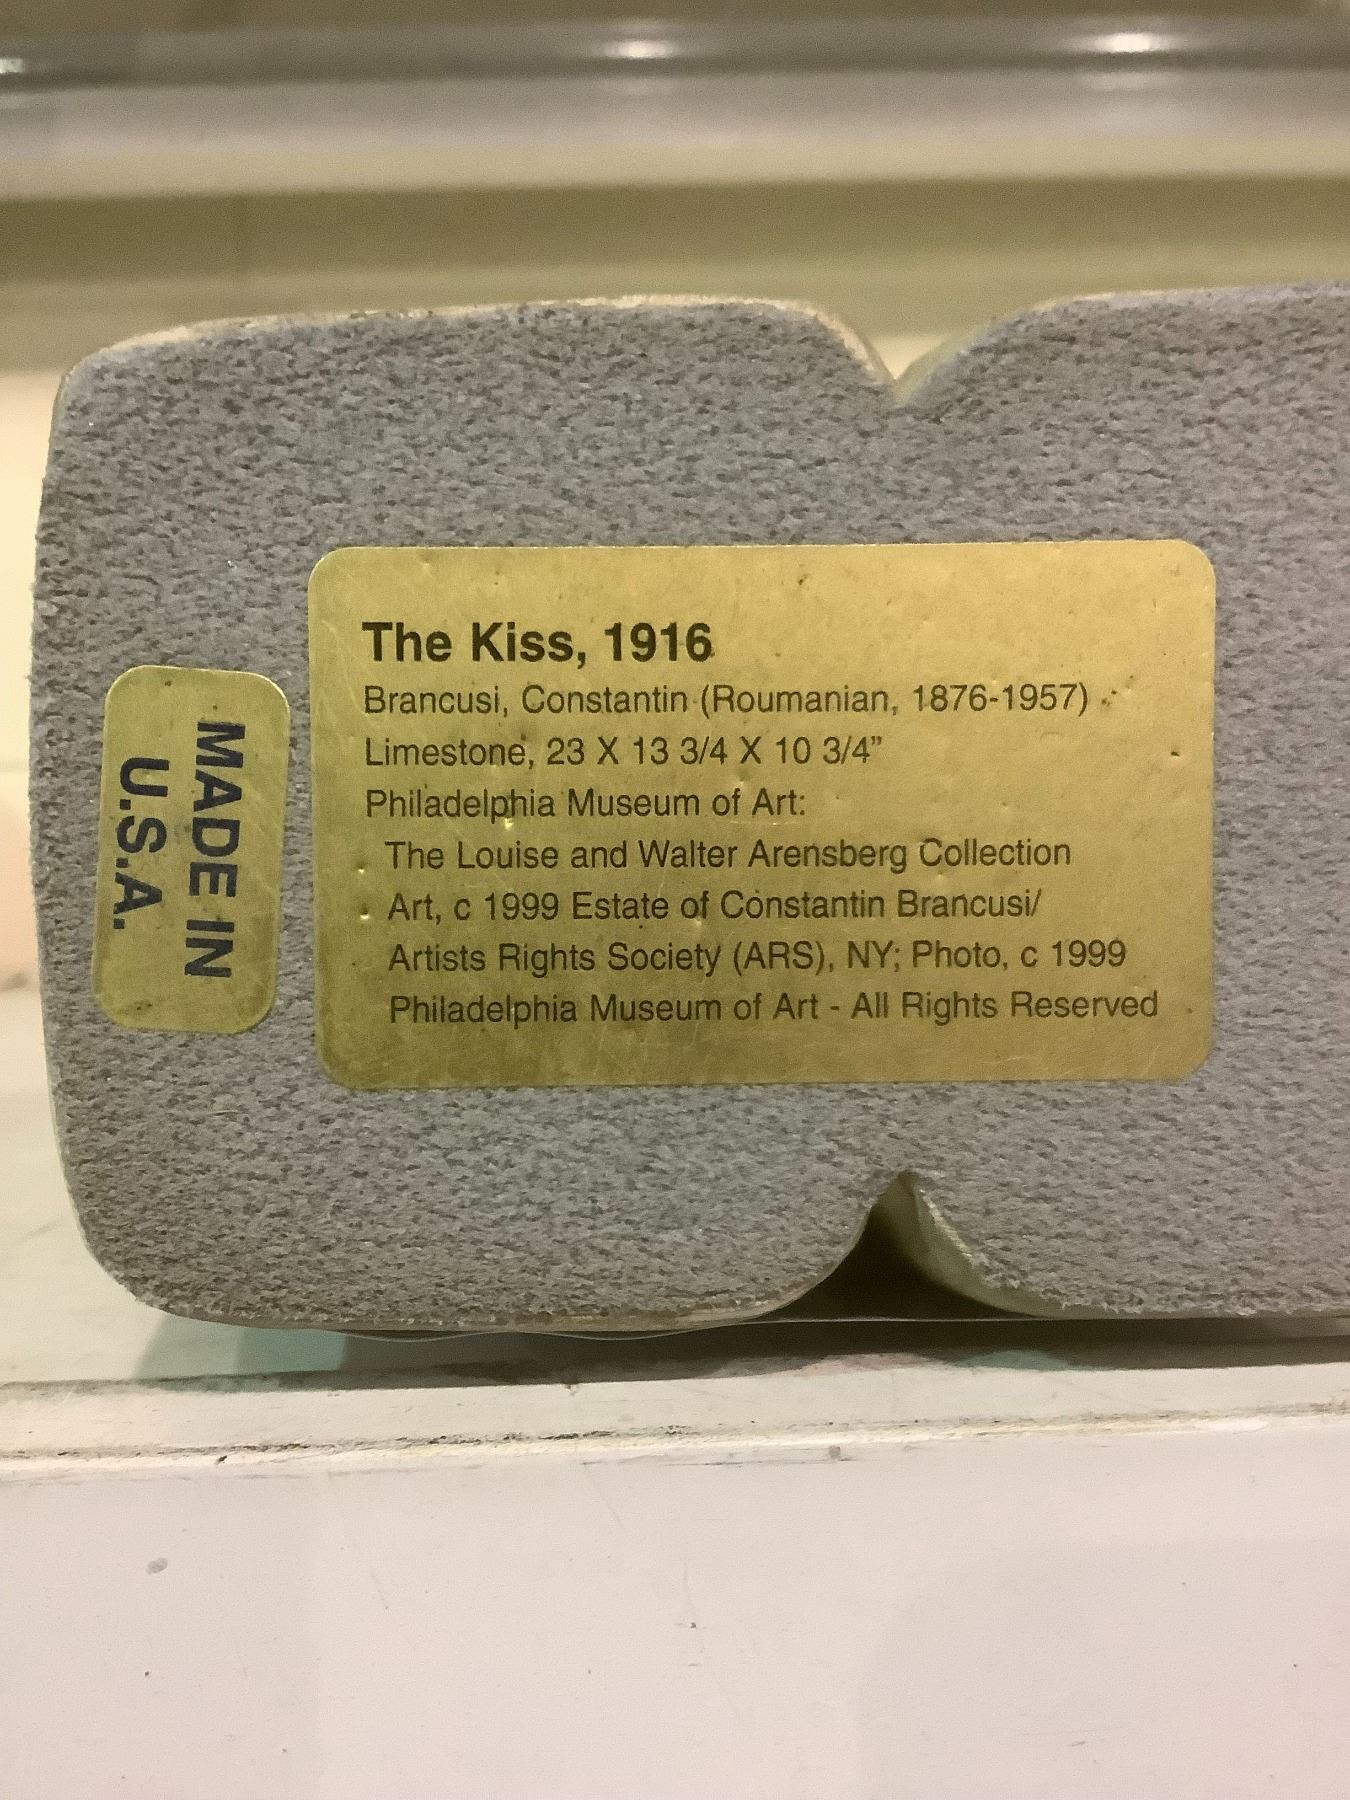 The Kiss, 1916
Brancusi, Constantin (Roumanian, 1876-1957)
Limestone, 23 X 13 3/4 X 10 3/4”
Philadelphia Museum of Art:
The Louise and Walter Arensberg Collection
Art, c 1999 Estate of Constantin Brancusi/
Artists Rights Society (ARS), NY; Photo, c 1999
Philadelphia Museum of Art - All Rights Reserved
MADE IN
U.S.A.